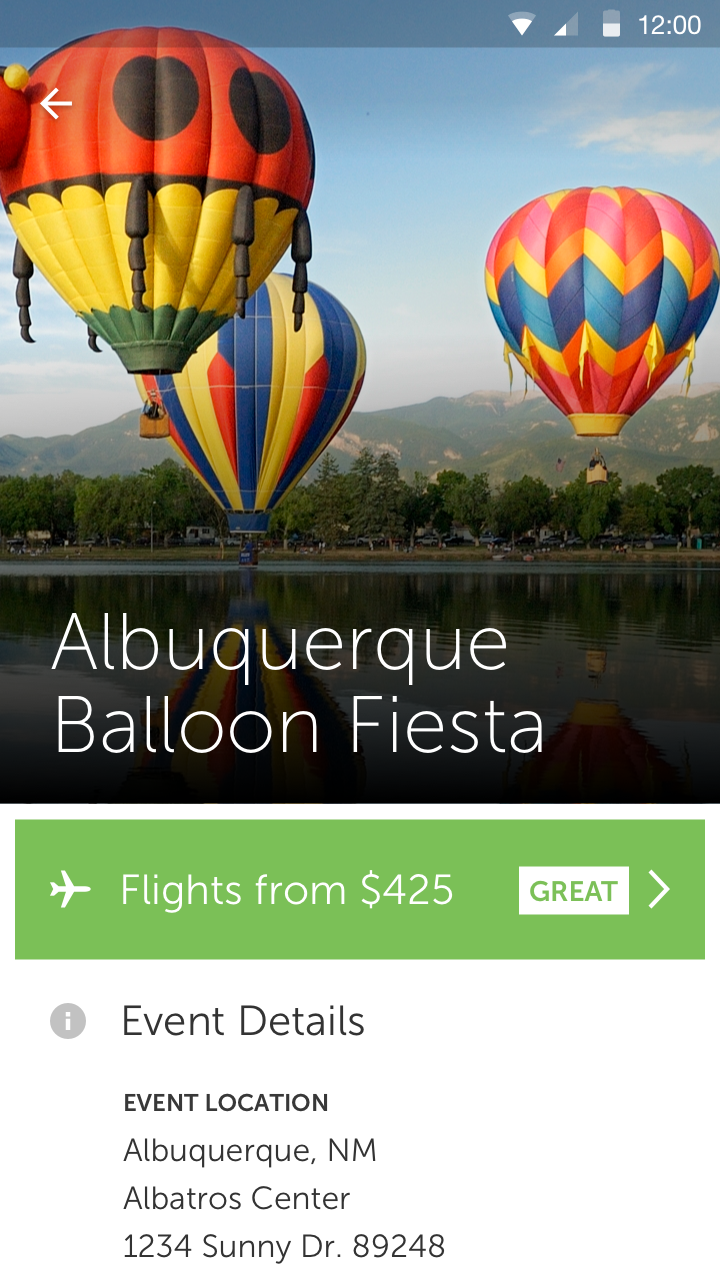 12:00
Albuquerque
Balloon Fiesta
Flights from $425 GREAT
Event Details
EVENT LOCATION
Albuquerque, NM
Albatros Center
1234 Sunny Dr. 89248